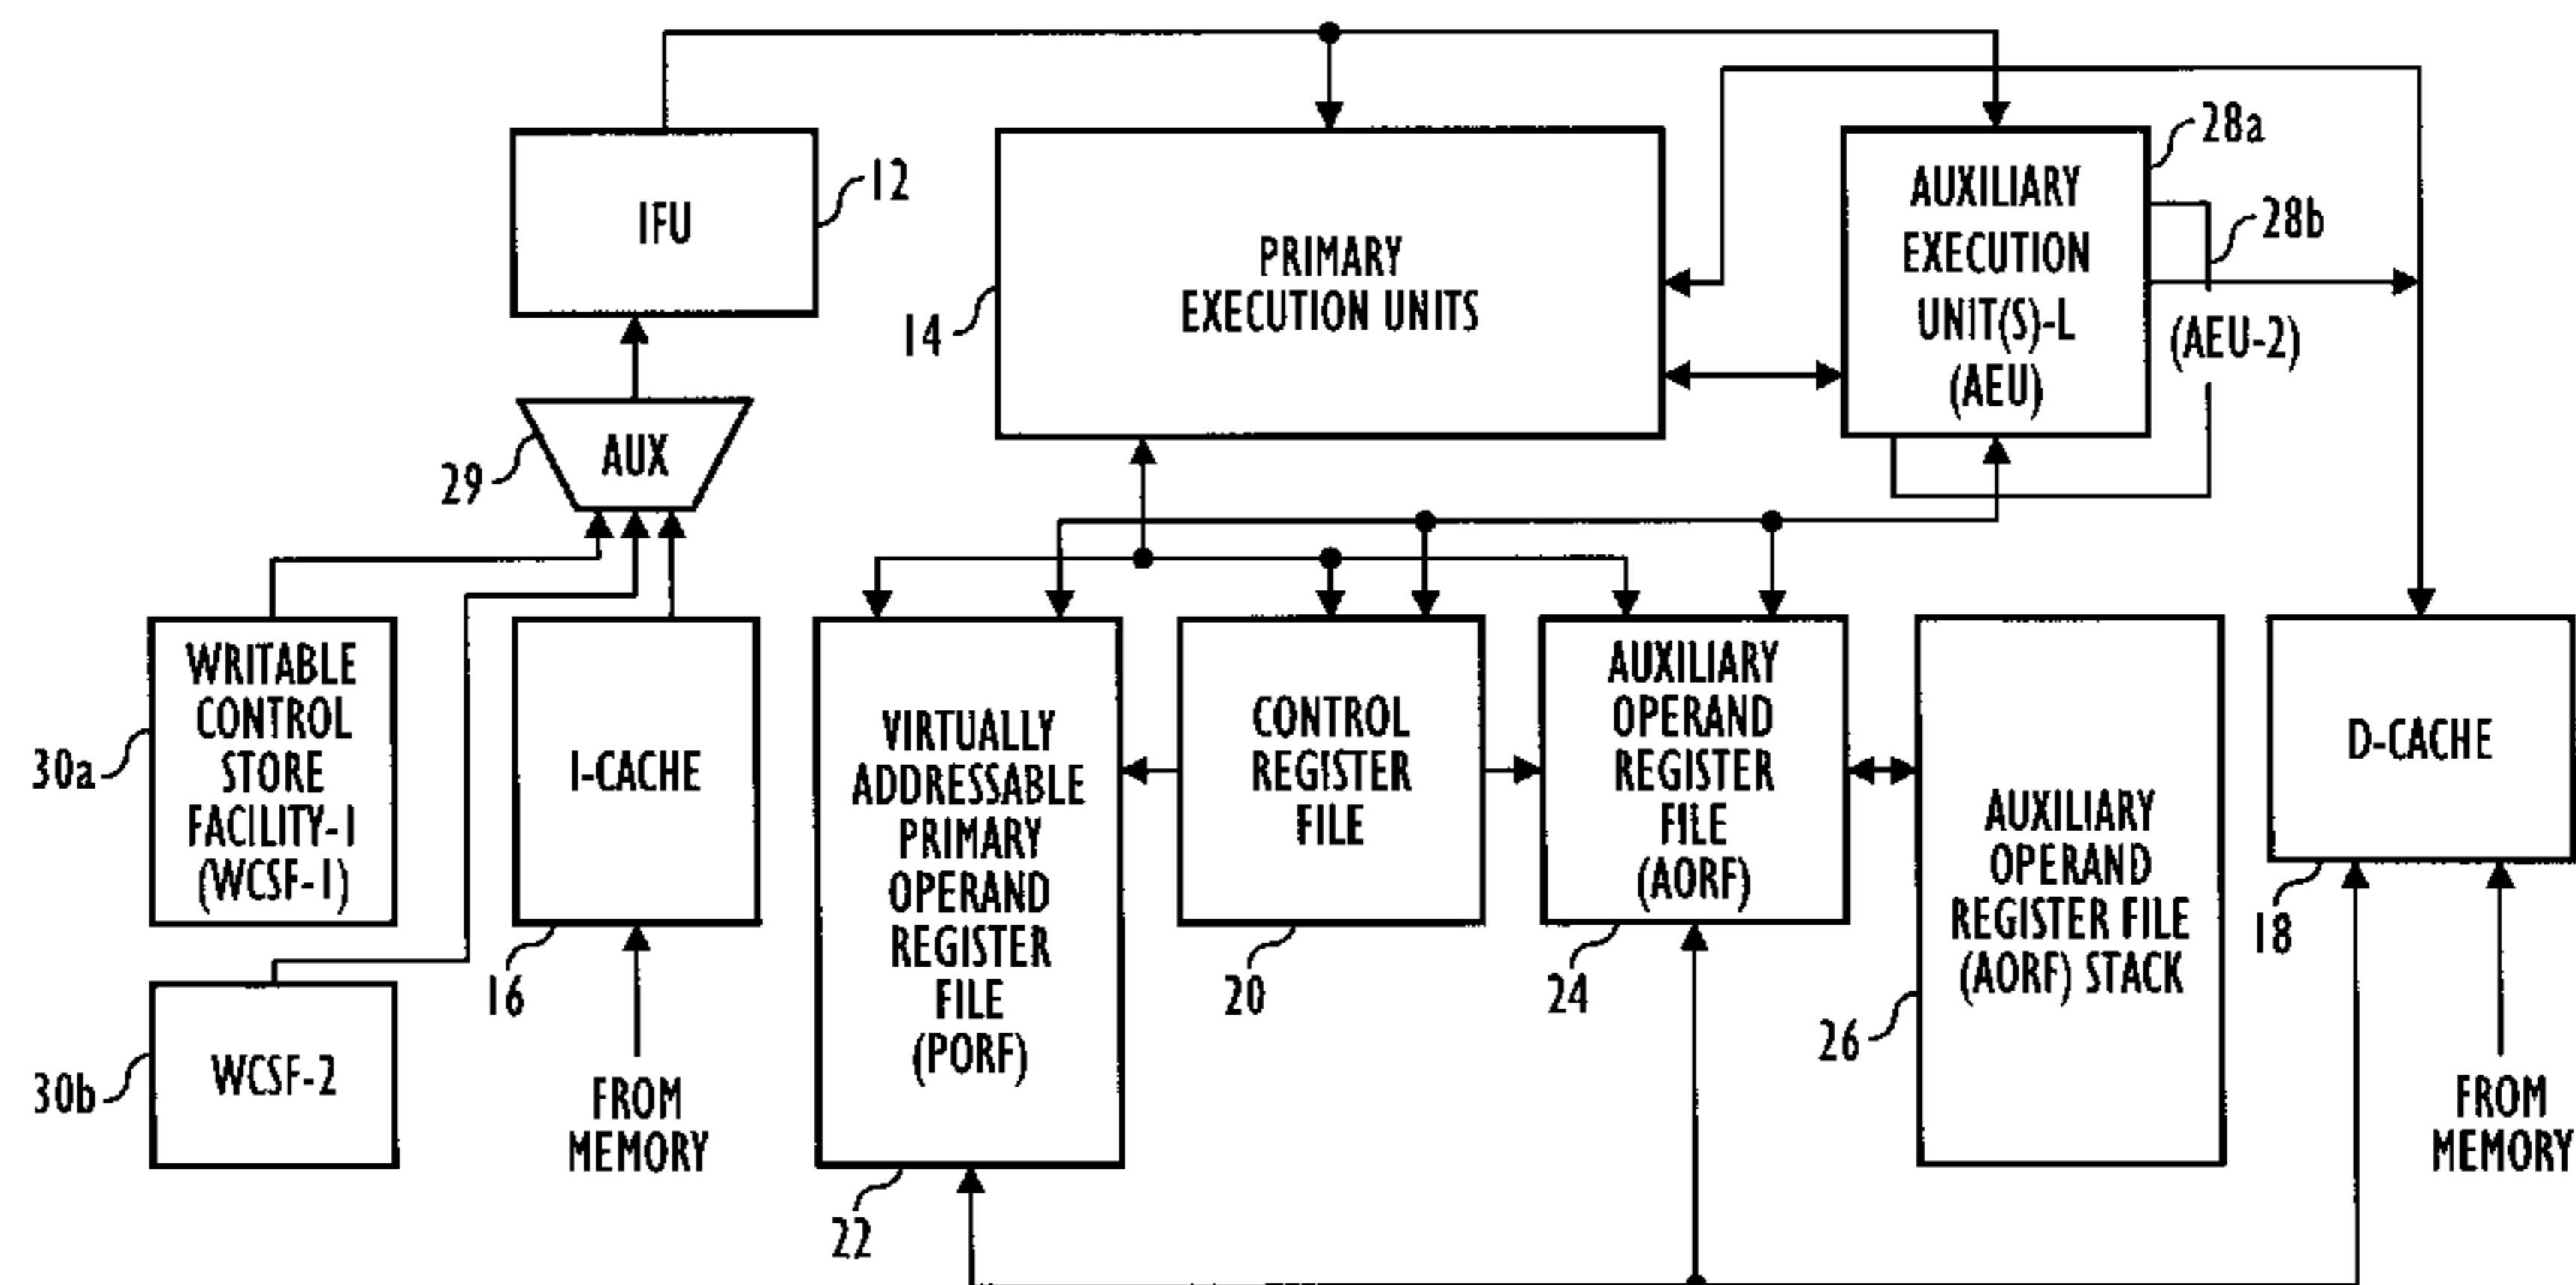 IFU
12
PRIMARY
EXECUTION UNITS
14
AUXILIARY
EXECUTION
UNIT(S)-L
(AEU)
28a
28b
(AEU-2)
AUX
29
WRITABLE
CONTROL
STORE
FACILITY-1
(WCSF-1)
30a
WCSF-2
30b
I-CACHE
16
FROM
MEMORY
VIRTUALLY
ADDRESSABLE
PRIMARY
OPERAND
REGISTER
FILE
(PORF)
22
CONTROL
REGISTER
FILE
20
AUXILIARY
OPERAND
REGISTER
FILE
(AORF)
24
AUXILIARY
OPERAND
REGISTER FILE
(AORF) STACK
26
D-CACHE
18
FROM
MEMORY